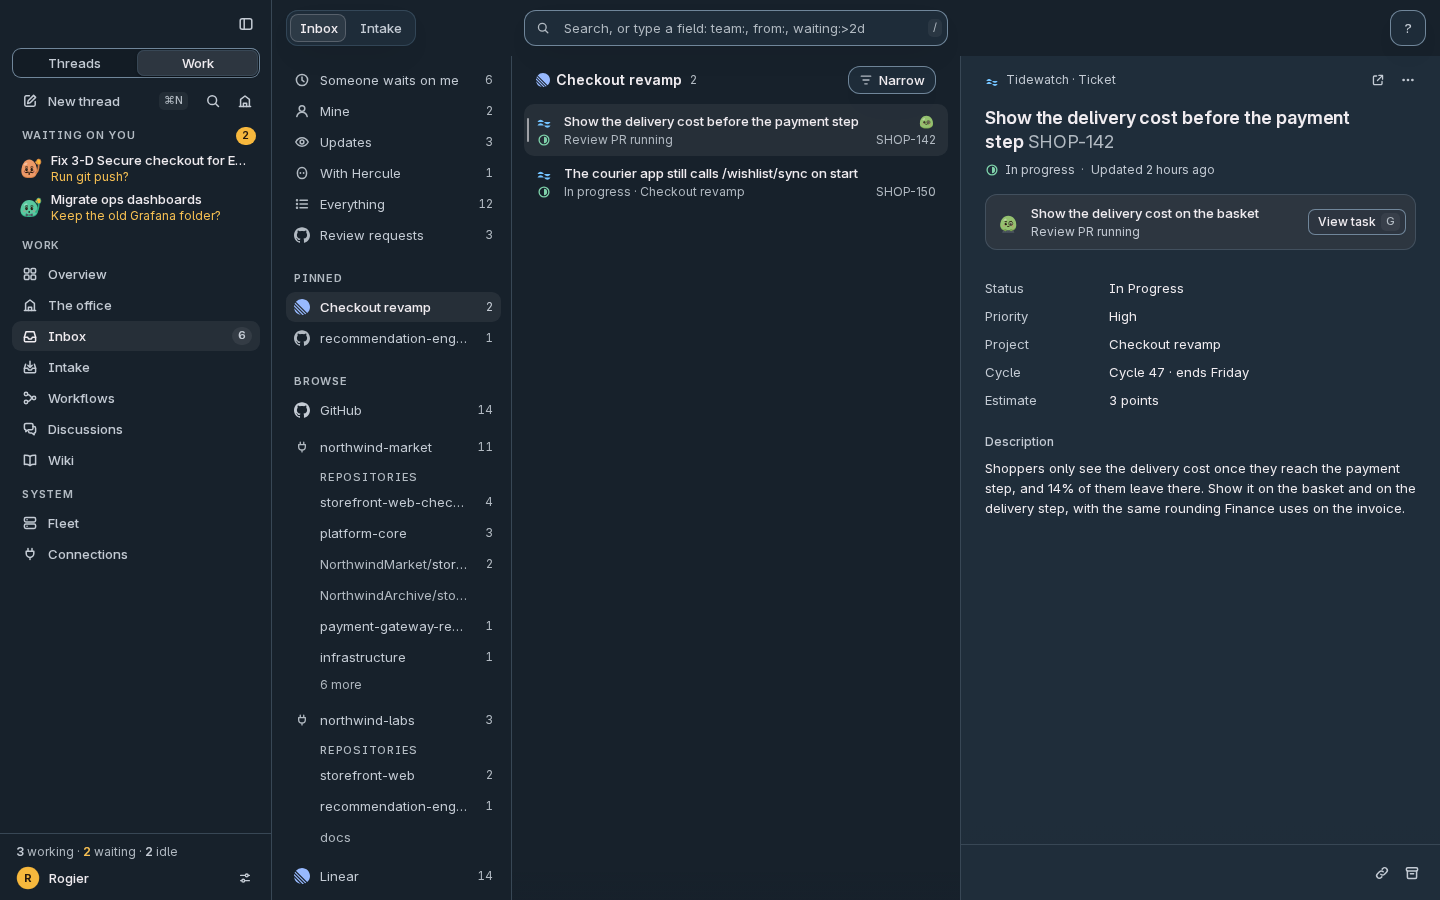 Threads
Work
New thread
⌘N
WAITING ON YOU
2
Fix 3-D Secure checkout for E…
Run git push?
Migrate ops dashboards
Keep the old Grafana folder?
WORK
Overview
The office
Inbox
6
Intake
Workflows
Discussions
Wiki
SYSTEM
Fleet
Connections
3 working · 2 waiting · 2 idle
R
Rogier
Inbox
Intake
Search, or type a field: team:, from:, waiting:>2d
/
?
Someone waits on me
6
Mine
2
Updates
3
With Hercule
1
Everything
12
Review requests
3
PINNED
Checkout revamp
2
recommendation-eng…
1
BROWSE
GitHub
14
northwind-market
11
REPOSITORIES
storefront-web-chec…
4
platform-core
3
NorthwindMarket/stor…
2
NorthwindArchive/sto…
payment-gateway-re…
1
infrastructure
1
6 more
northwind-labs
3
REPOSITORIES
storefront-web
2
recommendation-eng…
1
docs
Linear
14
Checkout revamp
2
Narrow
Show the delivery cost before the payment step
Review PR running
SHOP-142
The courier app still calls /wishlist/sync on start
In progress · Checkout revamp
SHOP-150
Tidewatch · Ticket
Show the delivery cost before the payment
step SHOP-142
In progress · Updated 2 hours ago
Show the delivery cost on the basket
Review PR running
View task
G
Status
In Progress
Priority
High
Project
Checkout revamp
Cycle
Cycle 47 · ends Friday
Estimate
3 points
Description
Shoppers only see the delivery cost once they reach the payment
step, and 14% of them leave there. Show it on the basket and on the
delivery step, with the same rounding Finance uses on the invoice.